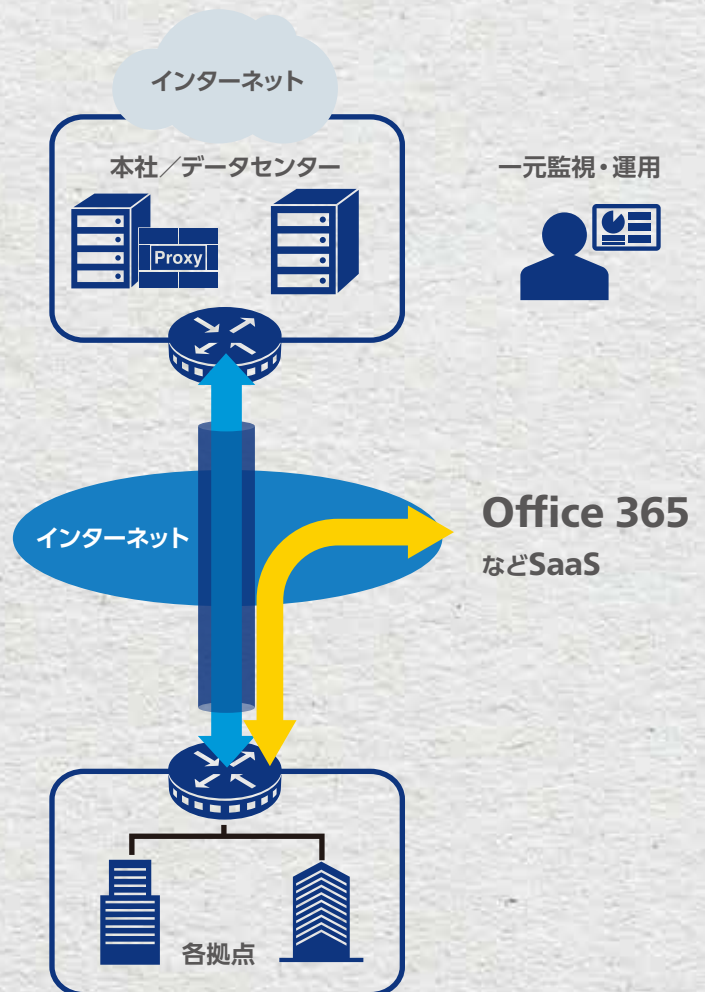 インターネット
本社／データセンター
一元監視・運用
Proxy
インターネット
Office 365
などSaaS
各拠点